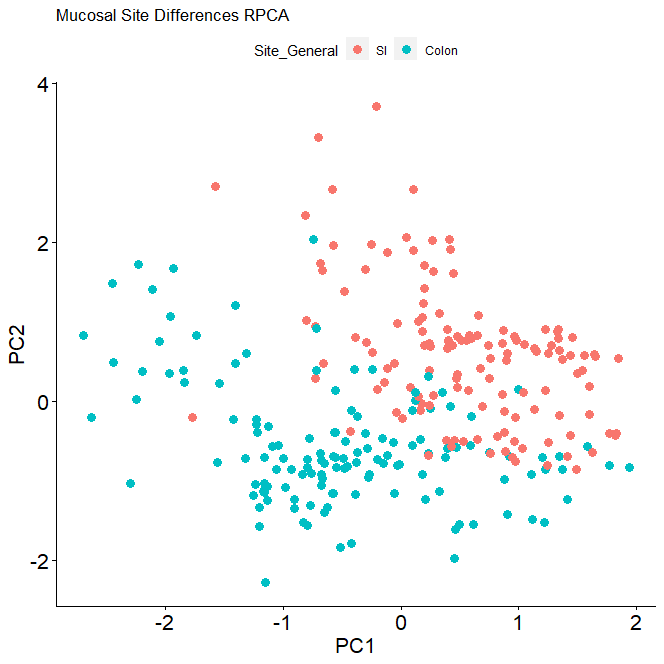 Mucosal Site Differences RPCA
Site_General SI Colon
4
2
0
-2
PC2
-2 -1 0 1 2
PC1